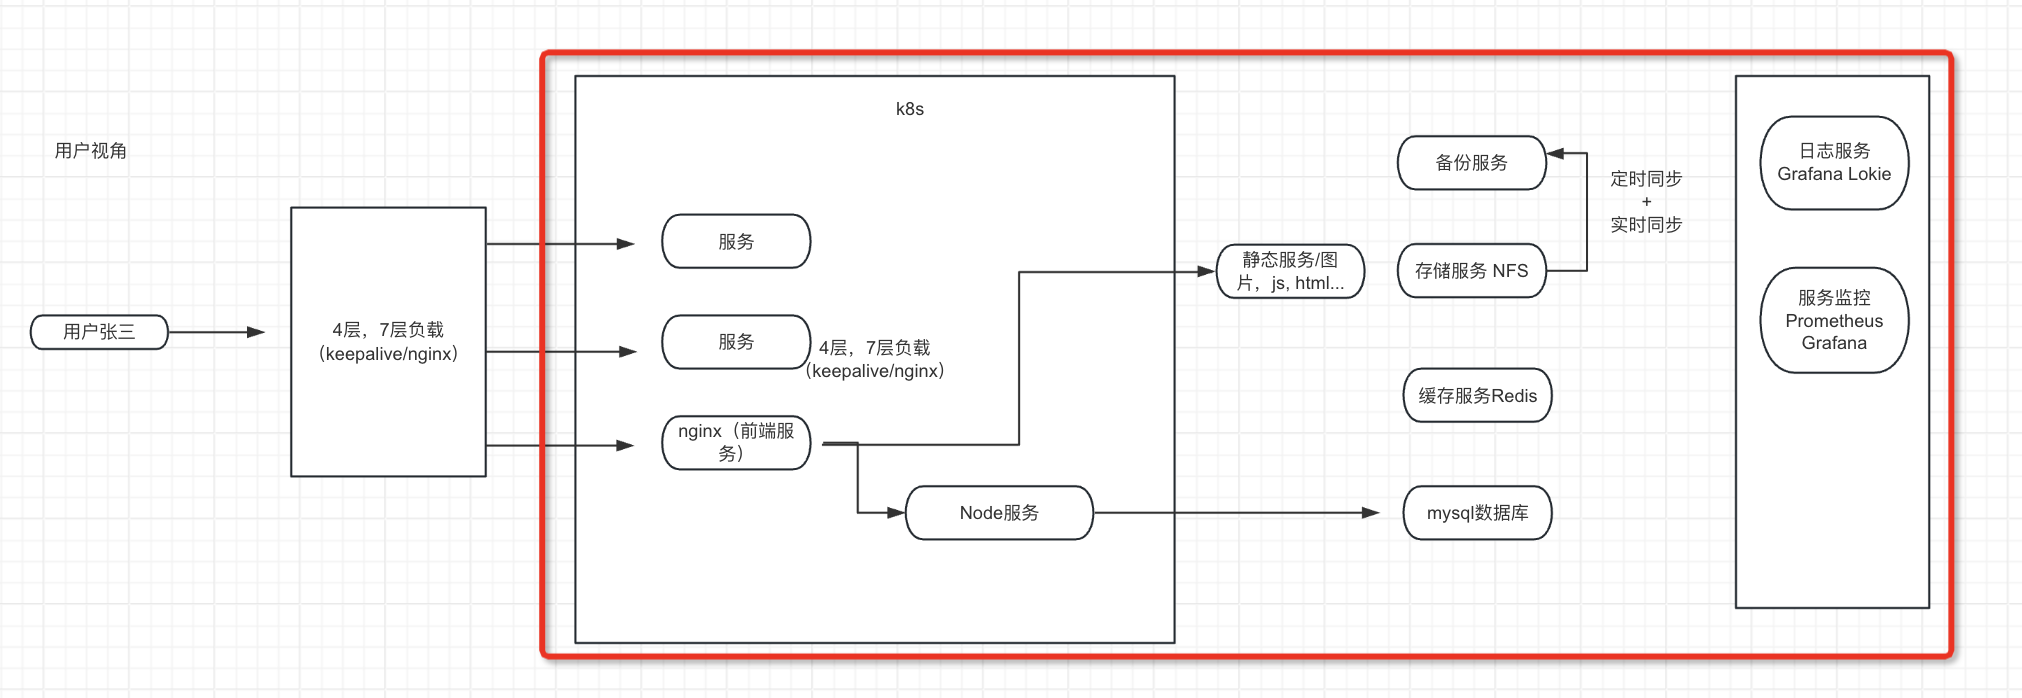 用户视角
用户张三
4层，7层负载
（keepalive/nginx）
k8s
服务
服务
4层，7层负载
（keepalive/nginx）
nginx（前端服
务）
Node服务
静态服务/图
片，js, html...
备份服务
存储服务 NFS
定时同步
+
实时同步
缓存服务Redis
mysql数据库
日志服务
Grafana Lokie
服务监控
Prometheus
Grafana